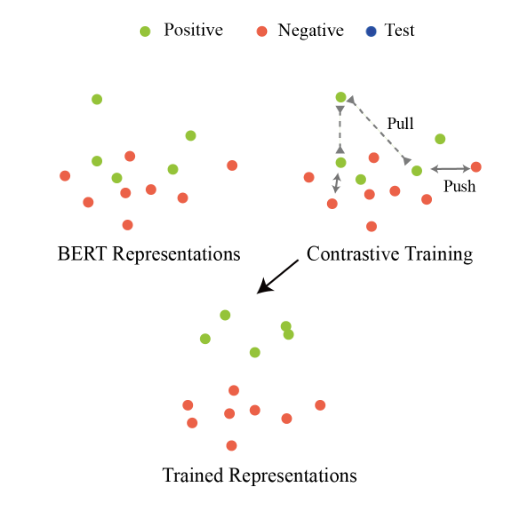 Positive Negative Test
Pull
Push
BERT Representations Contrastive Training
Trained Representations